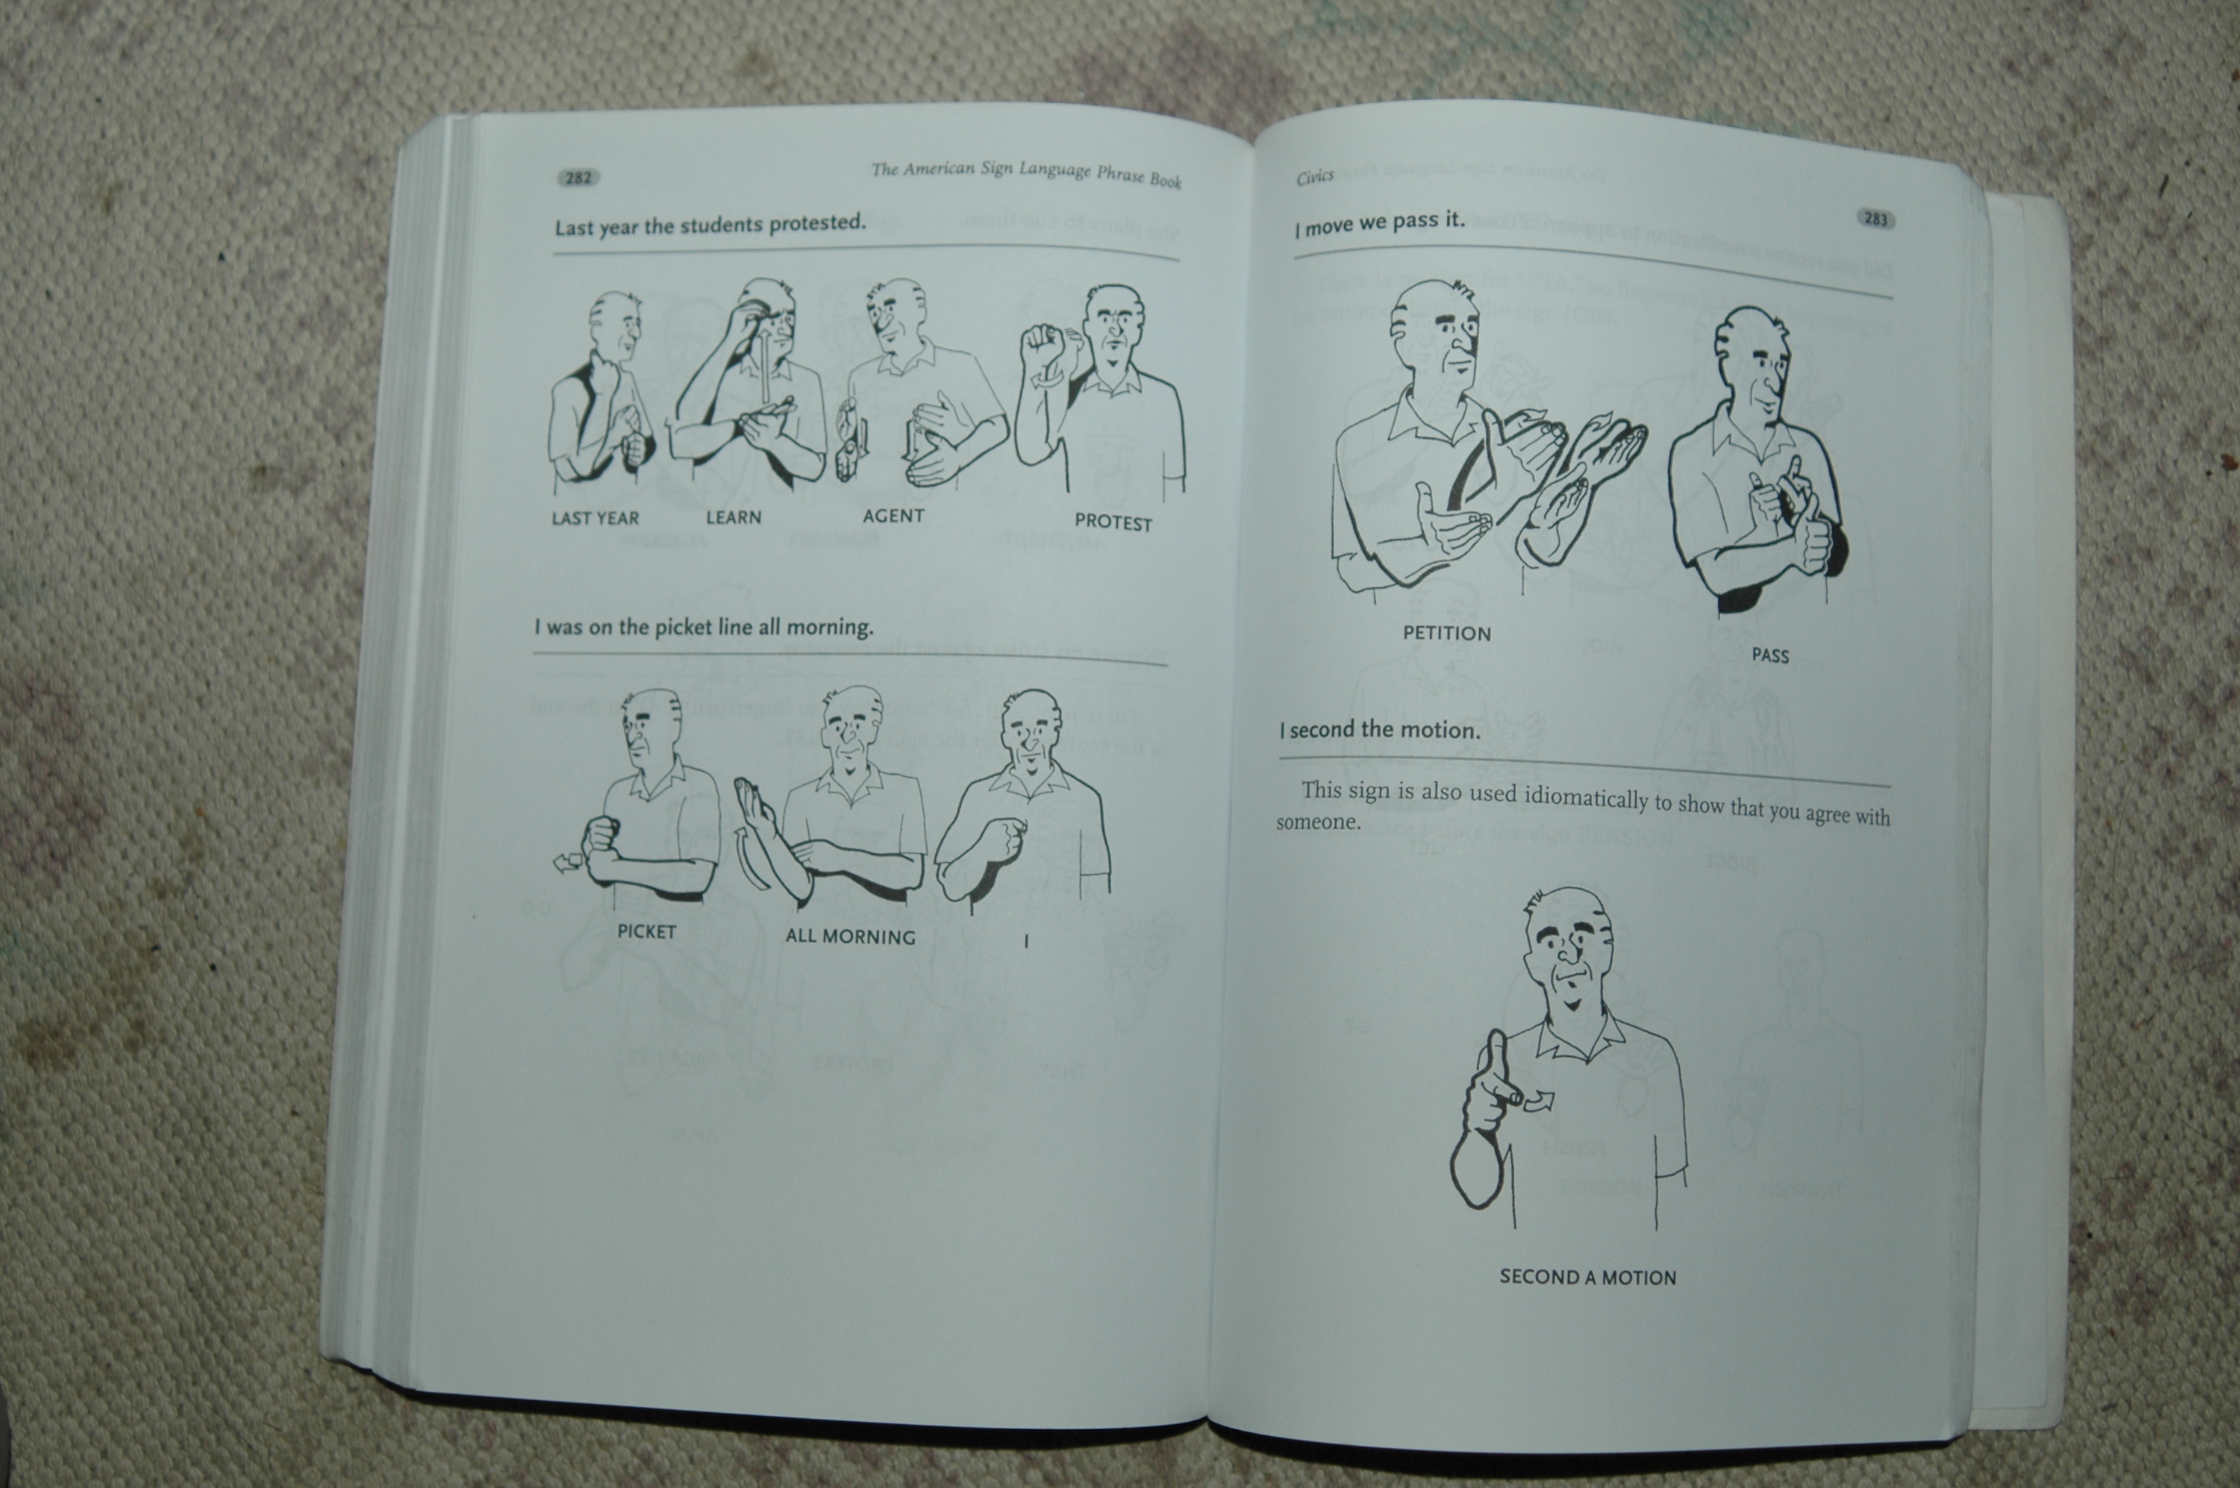 282
The American Sign Language Phrase Book
Last year the students protested.
LAST YEAR LEARN AGENT PROTEST
I was on the picket line all morning.
PICKET ALL MORNING I
Civics
283
I move we pass it.
PETITION PASS
I second the motion.
This sign is also used idiomatically to show that you agree with
someone.
SECOND A MOTION